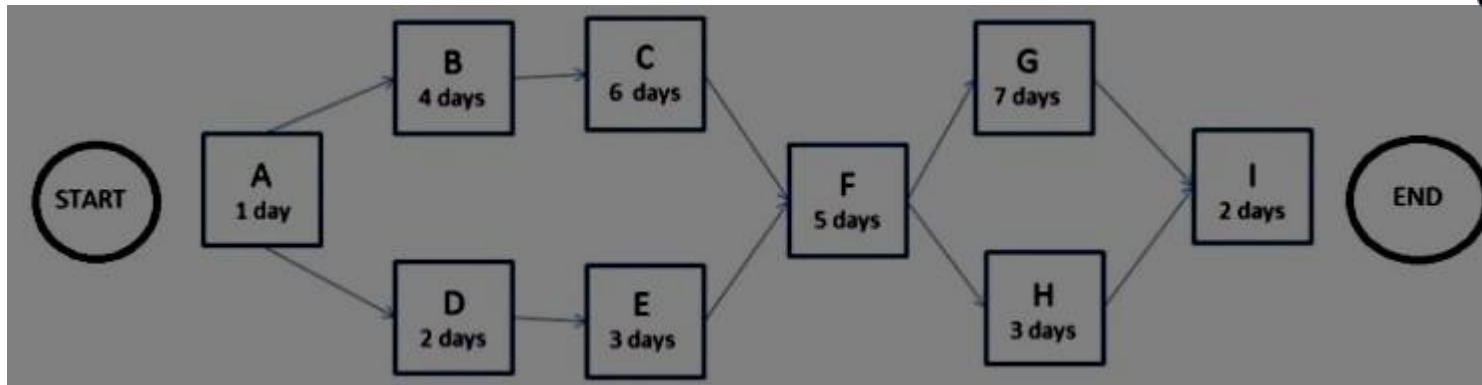 START
A
1 day
B
4 days
C
6 days
D
2 days
E
3 days
F
5 days
G
7 days
H
3 days
I
2 days
END